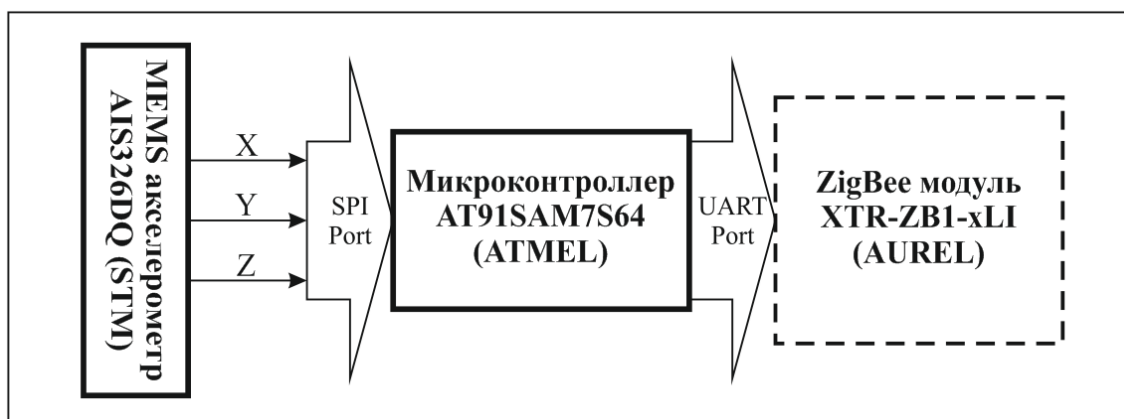 MEMS акселерометр
AIS326DQ (STM)
X
Y
Z
SPI
Port
Микроконтроллер
AT91SAM7S64
(ATMEL)
UART
Port
ZigBee модуль
XTR-ZB1-xLI
(AUREL)